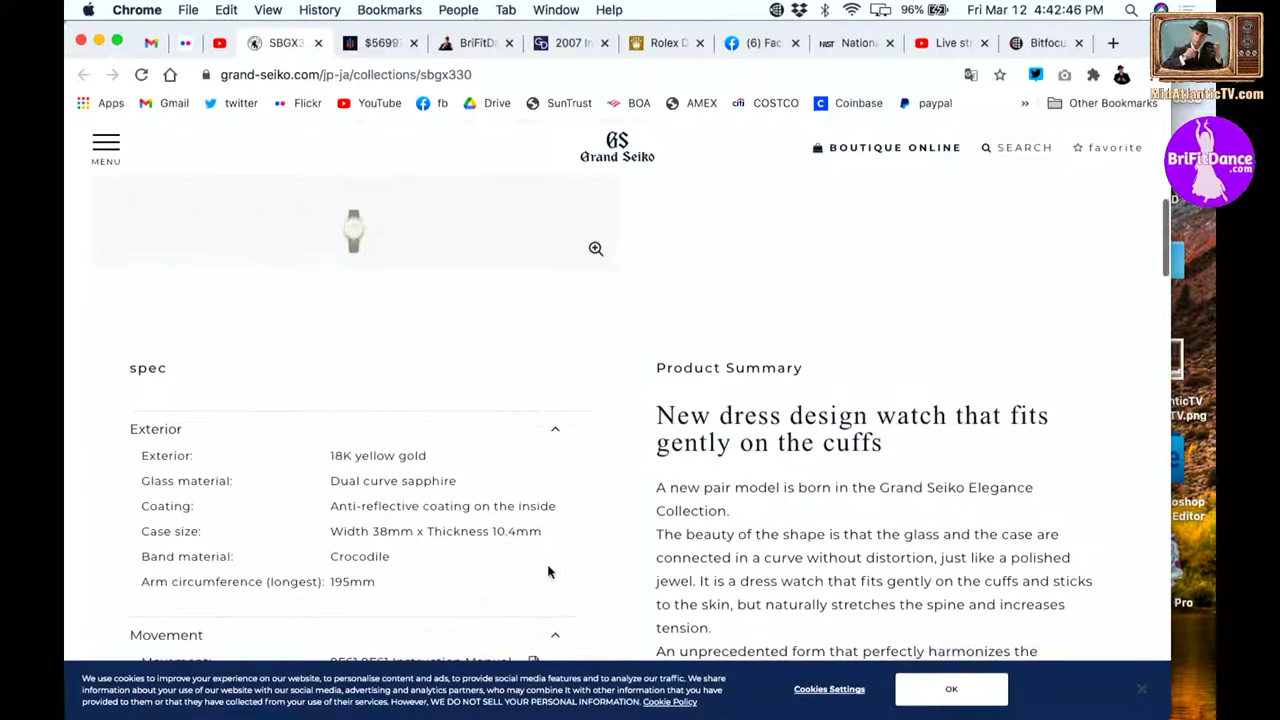 Chrome File Edit View History Bookmarks People Tab Window Help 96% Fri Mar 12 4:42:46 PM
SBGX3 $5699 BriFitDa 2007 In Rolex D (6) Fac NIST Nation Live str Bitfocu
grand-seiko.com/jp-ja/collections/sbgx330
Apps Gmail twitter Flickr YouTube fb Drive SunTrust BOA AMEX citi COSTCO Coinbase paypal » Other Bookmarks
MidAtlanticTV.com
BriFitDance
.com
MENU
GS
Grand Seiko
BOUTIQUE ONLINE SEARCH favorite
spec
Exterior
Exterior: 18K yellow gold
Glass material: Dual curve sapphire
Coating: Anti-reflective coating on the inside
Case size: Width 38mm x Thickness 10.4mm
Band material: Crocodile
Arm circumference (longest): 195mm
Movement
Product Summary
New dress design watch that fits
gently on the cuffs
A new pair model is born in the Grand Seiko Elegance
Collection.
The beauty of the shape is that the glass and the case are
connected in a curve without distortion, just like a polished
jewel. It is a dress watch that fits gently on the cuffs and sticks
to the skin, but naturally stretches the spine and increases
tension.
An unprecedented form that perfectly harmonizes the
We use cookies to improve your experience on our website, to personalise content and ads, to provide social media features and to analyze our traffic. We share
information about your use of our website with our social media, advertising and analytics partners, who may combine it with other information that you have
provided to them or that they have collected from your use of their services. However, WE DO NOT SELL YOUR PERSONAL INFORMATION. Cookie Policy
Cookies Settings
OK
anticTV
TV.png
oshop
Editor
Pro